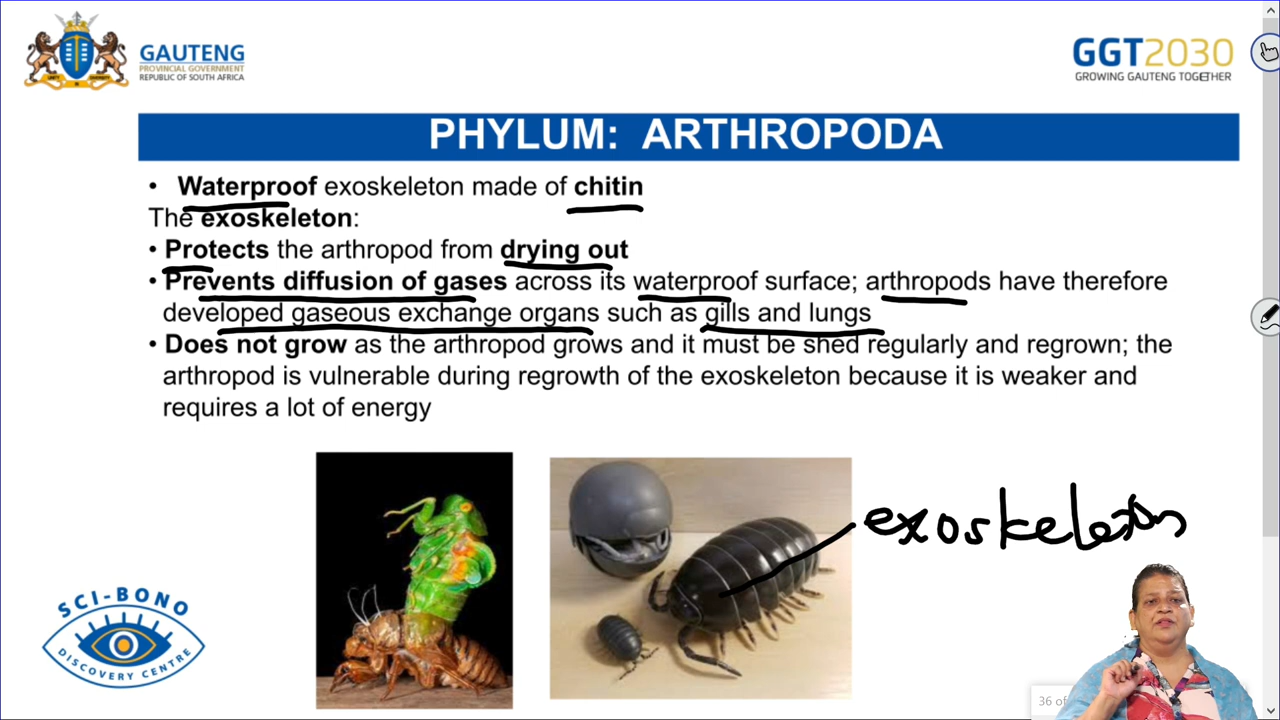 GAUTENG
PROVINCIAL GOVERNMENT
REPUBLIC OF SOUTH AFRICA
GGT2030
GROWING GAUTENG TOGETHER
PHYLUM: ARTHROPODA
• Waterproof exoskeleton made of chitin
The exoskeleton:
• Protects the arthropod from drying out
• Prevents diffusion of gases across its waterproof surface; arthropods have therefore
developed gaseous exchange organs such as gills and lungs
• Does not grow as the arthropod grows and it must be shed regularly and regrown; the
arthropod is vulnerable during regrowth of the exoskeleton because it is weaker and
requires a lot of energy
exoskeleton
SCI-BONO
DISCOVERY CENTRE
36 of